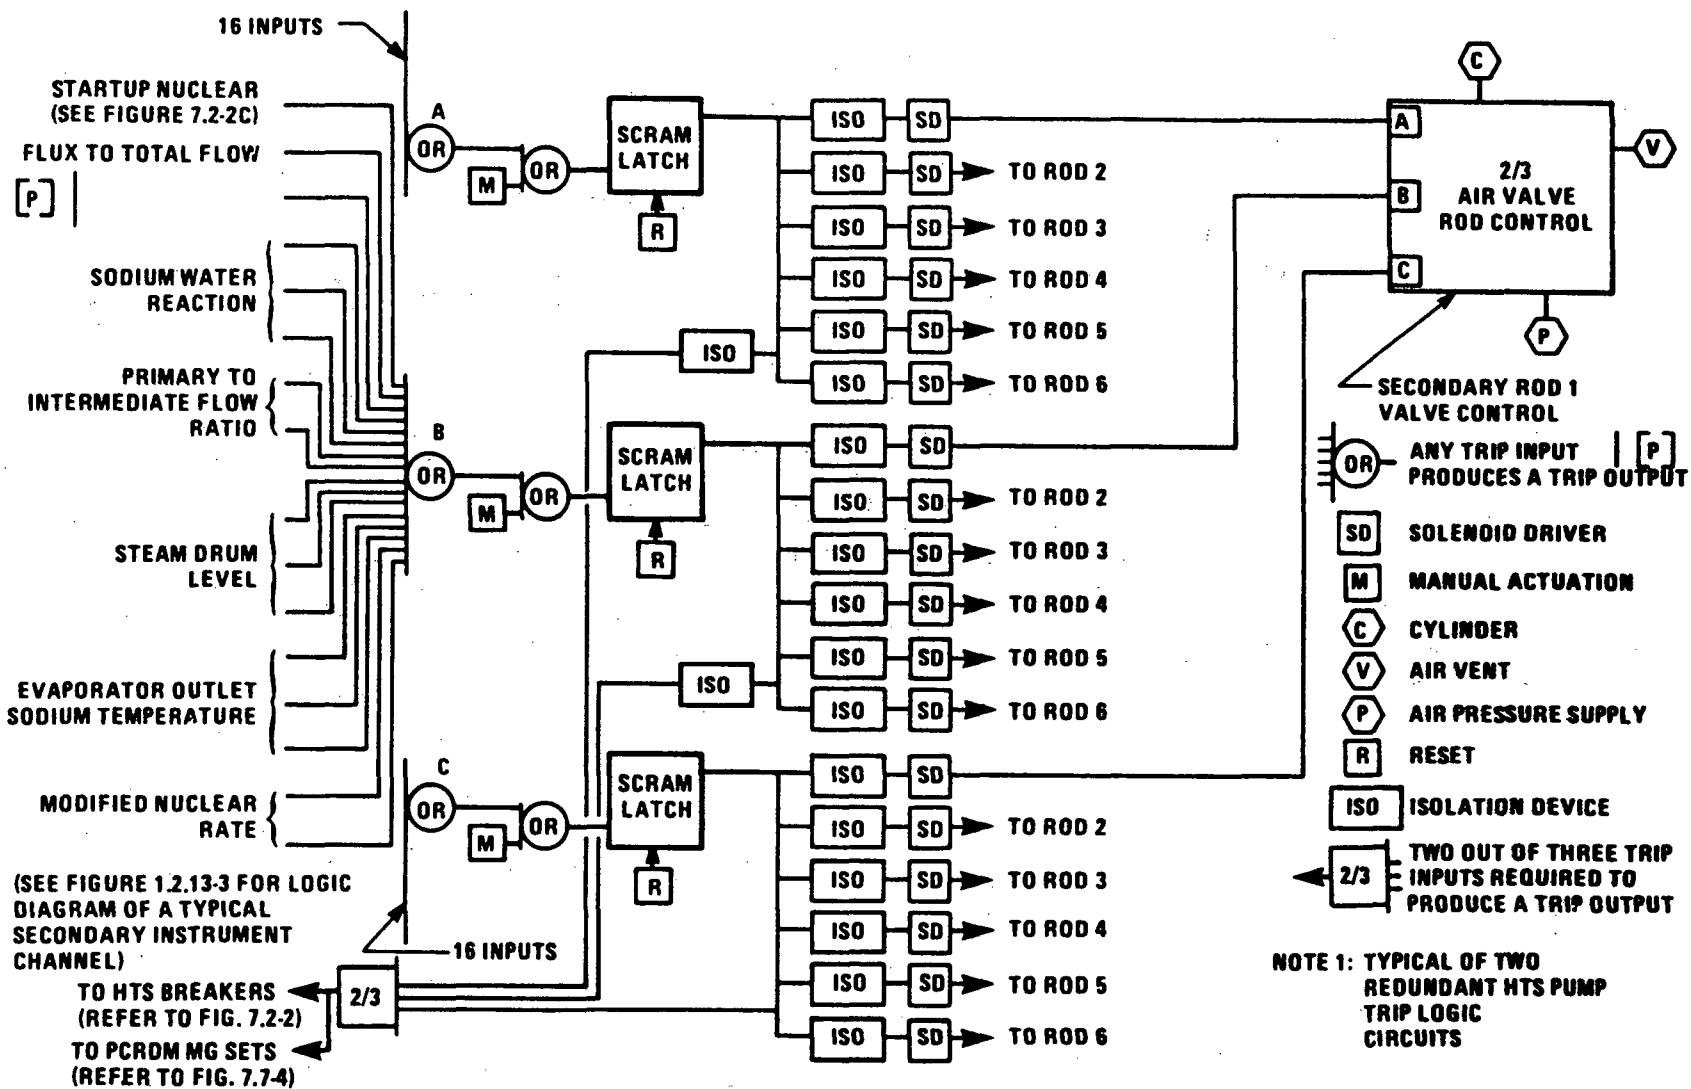 16 INPUTS
STARTUP NUCLEAR
(SEE FIGURE 7.2-2C)
FLUX TO TOTAL FLOW
[P]
SODIUM WATER
REACTION
PRIMARY TO
INTERMEDIATE FLOW
RATIO
STEAM DRUM
LEVEL
EVAPORATOR OUTLET
SODIUM TEMPERATURE
MODIFIED NUCLEAR
RATE
(SEE FIGURE 1.2.13-3 FOR LOGIC
DIAGRAM OF A TYPICAL
SECONDARY INSTRUMENT
CHANNEL)
16 INPUTS
TO HTS BREAKERS
(REFER TO FIG. 7.2-2)
TO PCRDM MG SETS
(REFER TO FIG. 7.7-4)
2/3
A
OR
M
OR
SCRAM
LATCH
R
ISO SD
ISO SD TO ROD 2
ISO SD TO ROD 3
ISO SD TO ROD 4
ISO SD TO ROD 5
ISO
ISO SD TO ROD 6
B
OR
M
OR
SCRAM
LATCH
R
ISO SD
ISO SD TO ROD 2
ISO SD TO ROD 3
ISO SD TO ROD 4
ISO SD TO ROD 5
ISO
ISO SD TO ROD 6
C
OR
M
OR
SCRAM
LATCH
R
ISO SD
ISO SD TO ROD 2
ISO SD TO ROD 3
ISO SD TO ROD 4
ISO SD TO ROD 5
ISO SD TO ROD 6
C
A
B
C
2/3
AIR VALVE
ROD CONTROL
V
P
SECONDARY ROD 1
VALVE CONTROL
OR ANY TRIP INPUT [P]
PRODUCES A TRIP OUTPUT
SD SOLENOID DRIVER
M MANUAL ACTUATION
C CYLINDER
V AIR VENT
P AIR PRESSURE SUPPLY
R RESET
ISO ISOLATION DEVICE
2/3 TWO OUT OF THREE TRIP
INPUTS REQUIRED TO
PRODUCE A TRIP OUTPUT
NOTE 1: TYPICAL OF TWO
REDUNDANT HTS PUMP
TRIP LOGIC
CIRCUITS